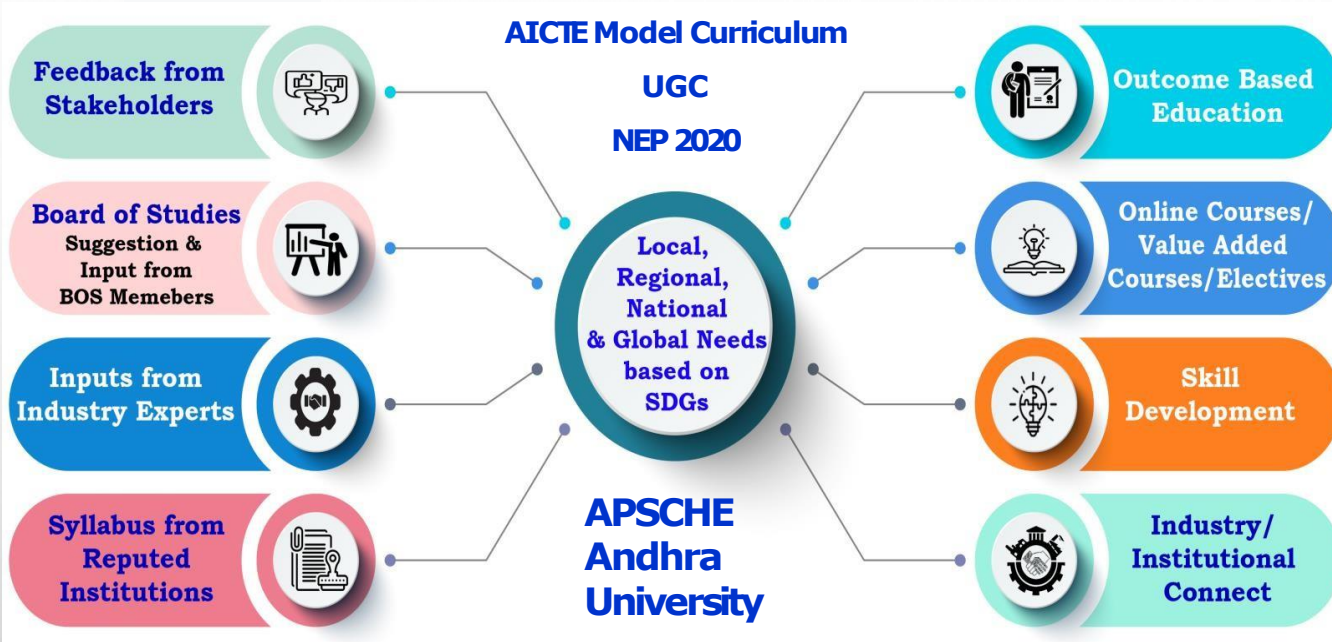 AICTE Model Curriculum
UGC
NEP 2020
Feedback from
Stakeholders
Board of Studies
Suggestion &
Input from
BOS Memebers
Inputs from
Industry Experts
Syllabus from
Reputed
Institutions
Local,
Regional,
National
& Global Needs
based on
SDGs
APSCHE
Andhra
University
Outcome Based
Education
Online Courses/
Value Added
Courses/Electives
Skill
Development
Industry/
Institutional
Connect